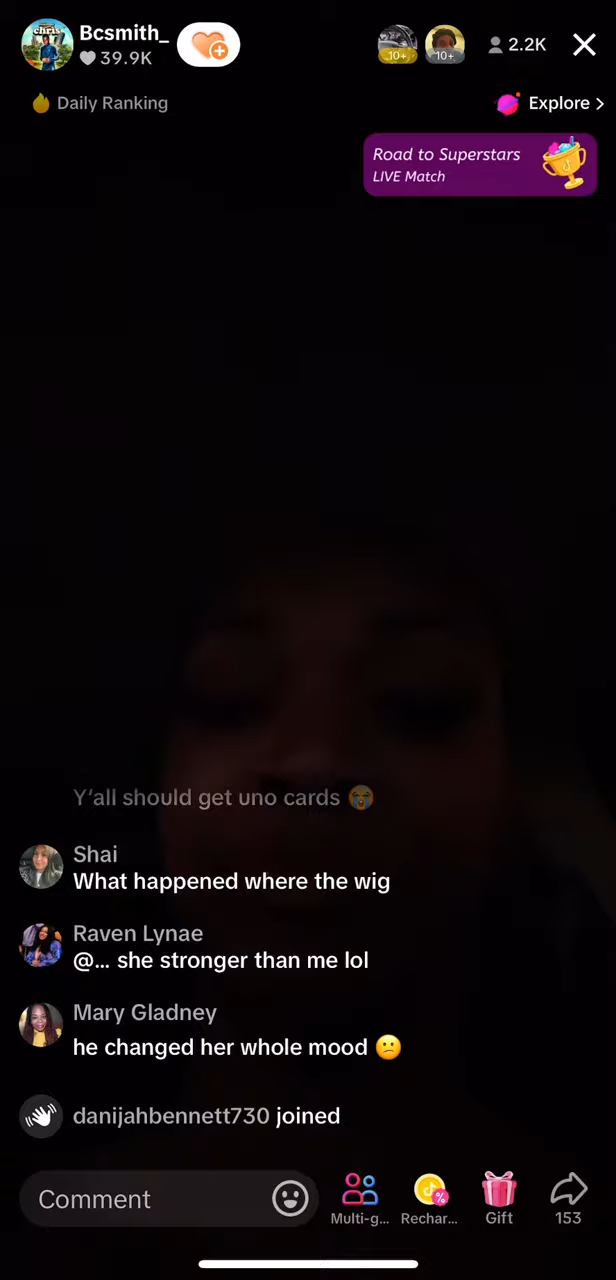 chris
Bcsmith_
39.9K
10+
10+
2.2K
Daily Ranking
Explore >
Road to Superstars
LIVE Match
Y'all should get uno cards 😭
Shai
What happened where the wig
Raven Lynae
@... she stronger than me lol
Mary Gladney
he changed her whole mood 🙁
danijahbennett730 joined
Comment
Multi-g...
Rechar...
Gift
153